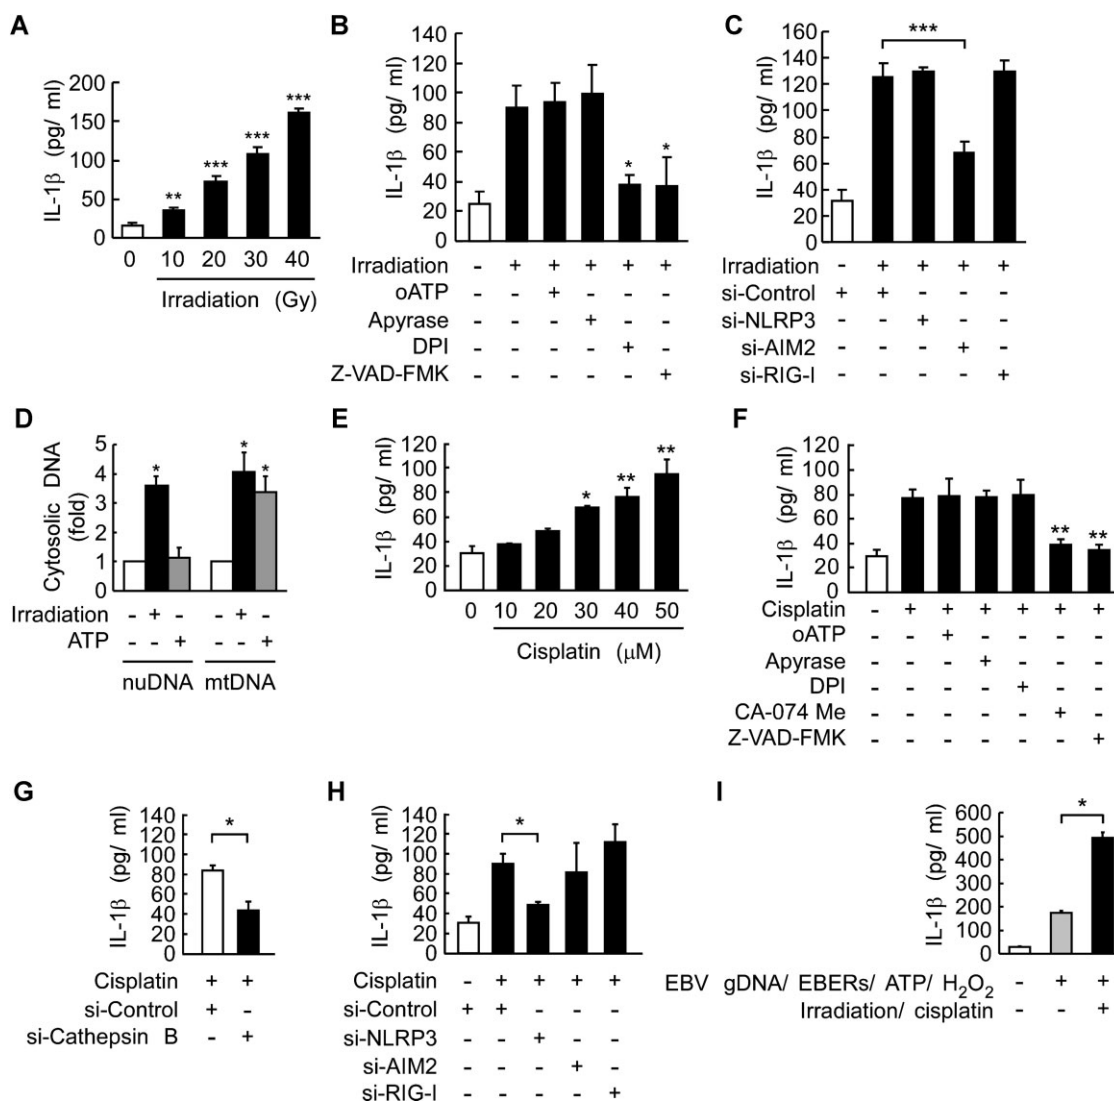 A
IL-1β (pg/ ml)
200
150
100
50
0
** *** *** ***
0 10 20 30 40
Irradiation (Gy)
B
IL-1β (pg/ ml)
140
120
100
80
60
40
20
0
* *
Irradiation - + + + + +
oATP - - + - - -
Apyrase - - - + - -
DPI - - - - + -
Z-VAD-FMK - - - - - +
C
IL-1β (pg/ ml)
160
140
120
100
80
60
40
20
0
***
Irradiation - + + + +
si-Control + + - - -
si-NLRP3 - - + - -
si-AIM2 - - - + -
si-RIG-I - - - - +
D
Cytosolic DNA
(fold)
5
4
3
2
1
0
* * *
Irradiation - + - - + -
ATP - - + - - +
nuDNA mtDNA
E
IL-1β (pg/ ml)
120
100
80
60
40
20
0
* ** **
0 10 20 30 40 50
Cisplatin (μM)
F
IL-1β (pg/ ml)
120
100
80
60
40
20
0
** **
Cisplatin - + + + + + +
oATP - - + - - - -
Apyrase - - - + - - -
DPI - - - - + - -
CA-074 Me - - - - - + -
Z-VAD-FMK - - - - - - +
G
IL-1β (pg/ ml)
140
120
100
80
60
40
20
0
*
Cisplatin + +
si-Control + -
si-Cathepsin B - +
H
IL-1β (pg/ ml)
140
120
100
80
60
40
20
0
*
Cisplatin - + + + +
si-Control + + - - -
si-NLRP3 - - + - -
si-AIM2 - - - + -
si-RIG-I - - - - +
I
IL-1β (pg/ ml)
600
500
400
300
200
100
0
*
EBV gDNA/ EBERs/ ATP/ H₂O₂ - + +
Irradiation/ cisplatin - - +